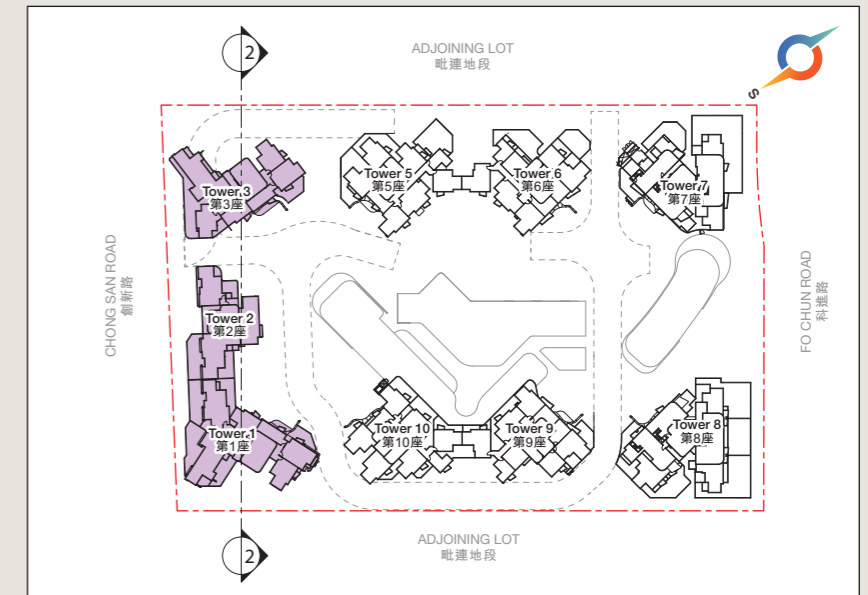 2
ADJOINING LOT
毗連地段
S
Tower 3
第3座
Tower 5
第5座
Tower 6
第6座
Tower 7
第7座
CHONG SAN ROAD
創新路
Tower 2
第2座
FO CHUN ROAD
科進路
Tower 1
第1座
Tower 10
第10座
Tower 9
第9座
Tower 8
第8座
2
ADJOINING LOT
毗連地段